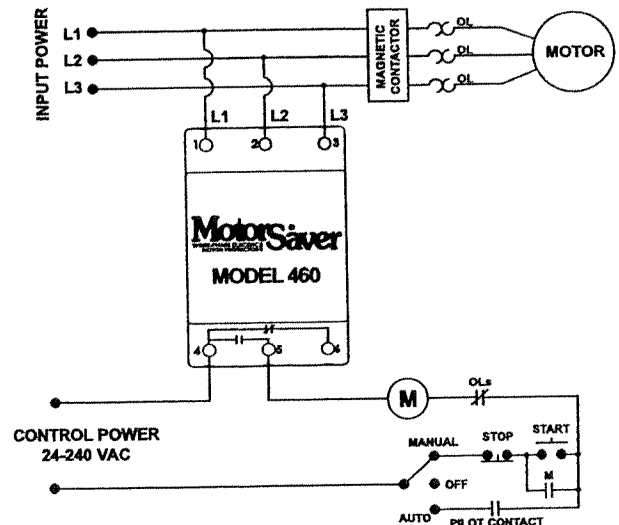 INPUT POWER
L1
L2
L3
MAGNETIC
CONTACTOR
OL
OL
OL
MOTOR
L1
L2
L3
1
2
3
MotorSaver
MODEL 460
4
5
6
CONTROL POWER
24-240 VAC
M
OLs
MANUAL
STOP
START
M
OFF
AUTO
PILOT CONTACT